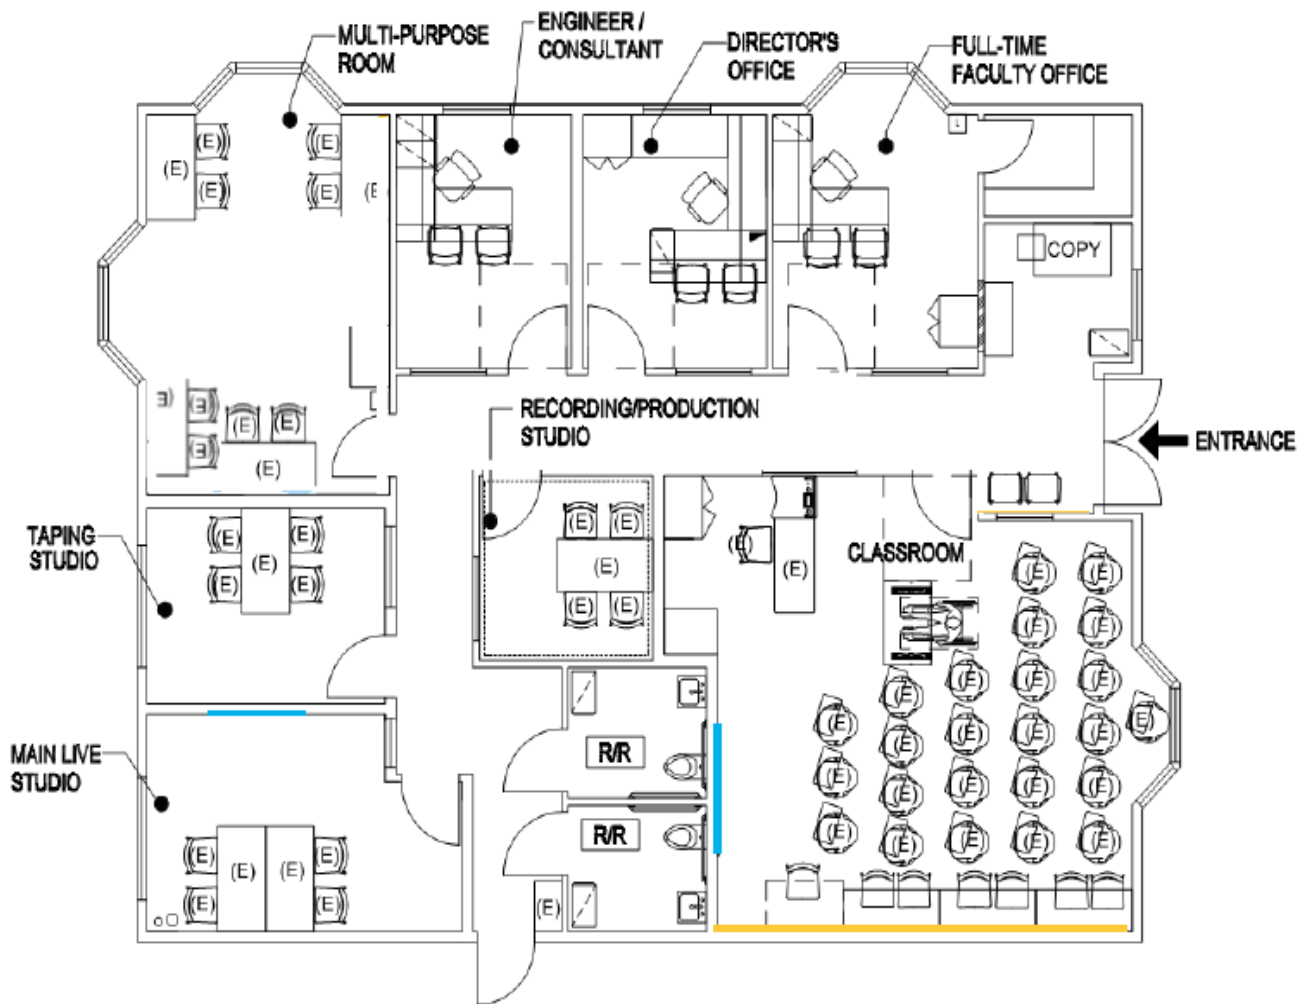 MULTI-PURPOSE
ROOM
ENGINEER /
CONSULTANT
DIRECTOR'S
OFFICE
FULL-TIME
FACULTY OFFICE
(E) (E)
(E)
(E) (E)
COPY
RECORDING/PRODUCTION
STUDIO
ENTRANCE
(E) (E)
(E)
TAPING
STUDIO
(E) (E)
(E)
(E) (E)
(E) (E)
(E)
(E) (E)
CLASSROOM
(E) (E)
(E) (E)
(E) (E)
(E) (E) (E) (E)
(E) (E) (E) (E) (E) (E)
(E) (E) (E) (E) (E)
(E) (E) (E) (E) (E)
R/R
R/R
MAIN LIVE
STUDIO
(E) (E)
(E) (E)
(E) (E)
(E)